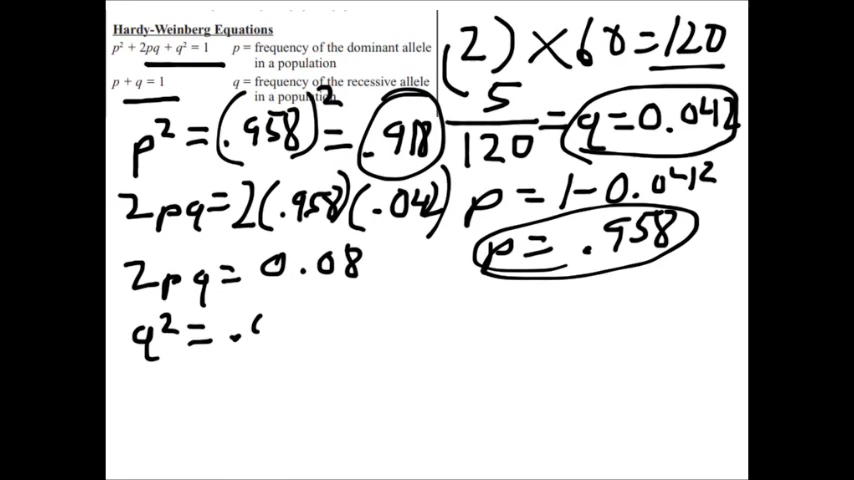 Hardy-Weinberg Equations
p² + 2pq + q² = 1 p = frequency of the dominant allele
in a population
p + q = 1 q = frequency of the recessive allele
in a population
(2) × 60 = 120
5/120 = q = 0.042
p = 1 - 0.042
p = .958
p² = (.958)² = .918
2pq = 2(.958)(.042)
2pq = 0.08
q² = .0